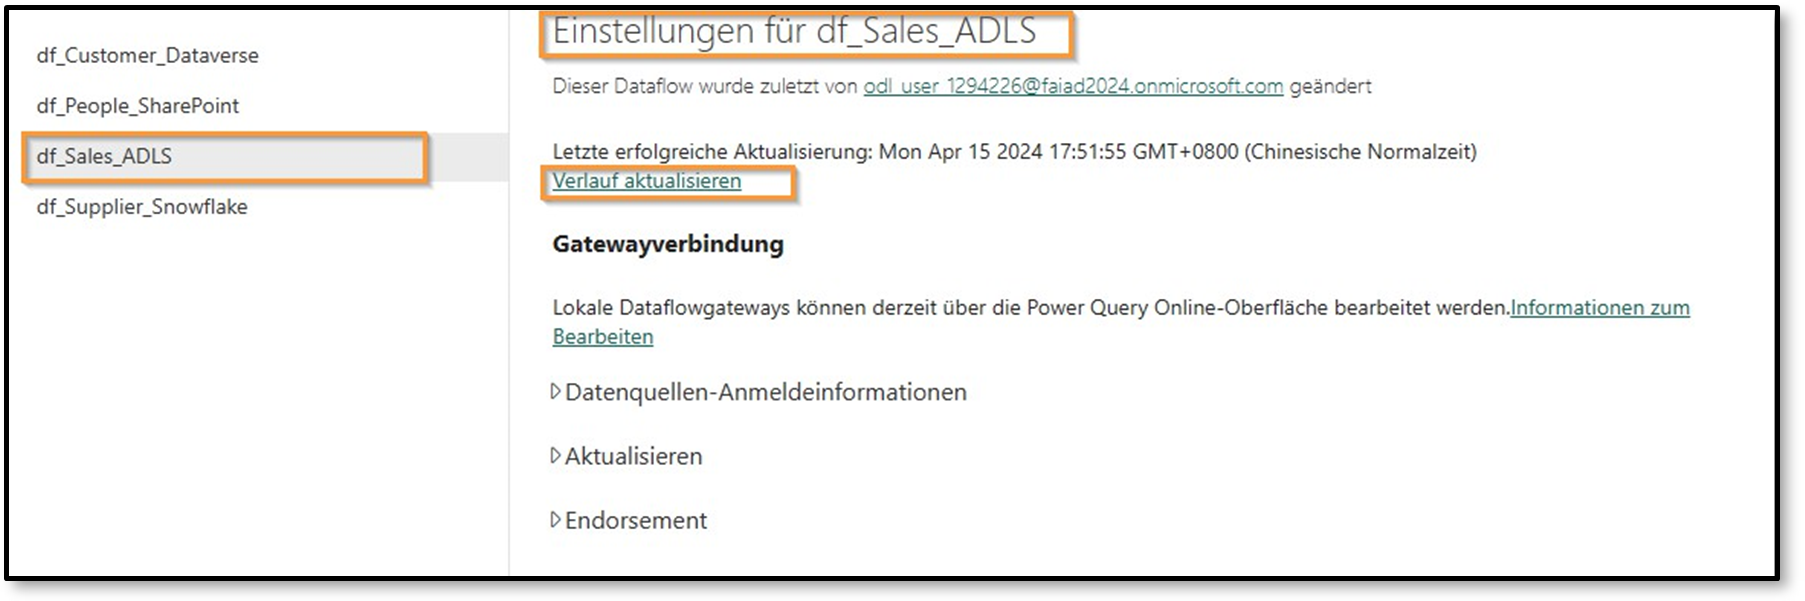 df_Customer_Dataverse
df_People_SharePoint
df_Sales_ADLS
df_Supplier_Snowflake
Einstellungen für df_Sales_ADLS
Dieser Dataflow wurde zuletzt von odl_user_1294226@faiad2024.onmicrosoft.com geändert
Letzte erfolgreiche Aktualisierung: Mon Apr 15 2024 17:51:55 GMT+0800 (Chinesische Normalzeit)
Verlauf aktualisieren
Gatewayverbindung
Lokale Dataflowgateways können derzeit über die Power Query Online-Oberfläche bearbeitet werden.Informationen zum
Bearbeiten
Datenquellen-Anmeldeinformationen
Aktualisieren
Endorsement